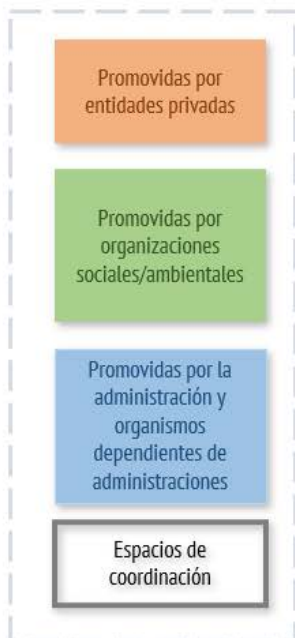 Promovidas por
entidades privadas
Promovidas por
organizaciones
sociales/ambientales
Promovidas por la
administración y
organismos
dependientes de
administraciones
Espacios de
coordinación